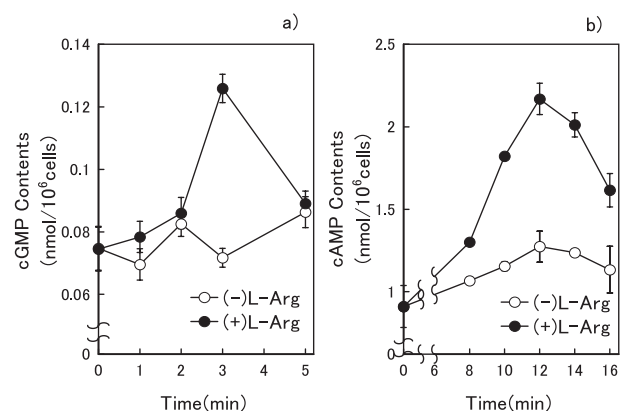 a)
cGMP Contents
(nmol/10⁶cells)
0.14
0.12
0.1
0.08
0.06
0
(-)L-Arg
(+)L-Arg
0 1 2 3 4 5
Time(min)
b)
cAMP Contents
(nmol/10⁶cells)
2.5
2
1.5
1
0
(-)L-Arg
(+)L-Arg
0 6 8 10 12 14 16
Time(min)